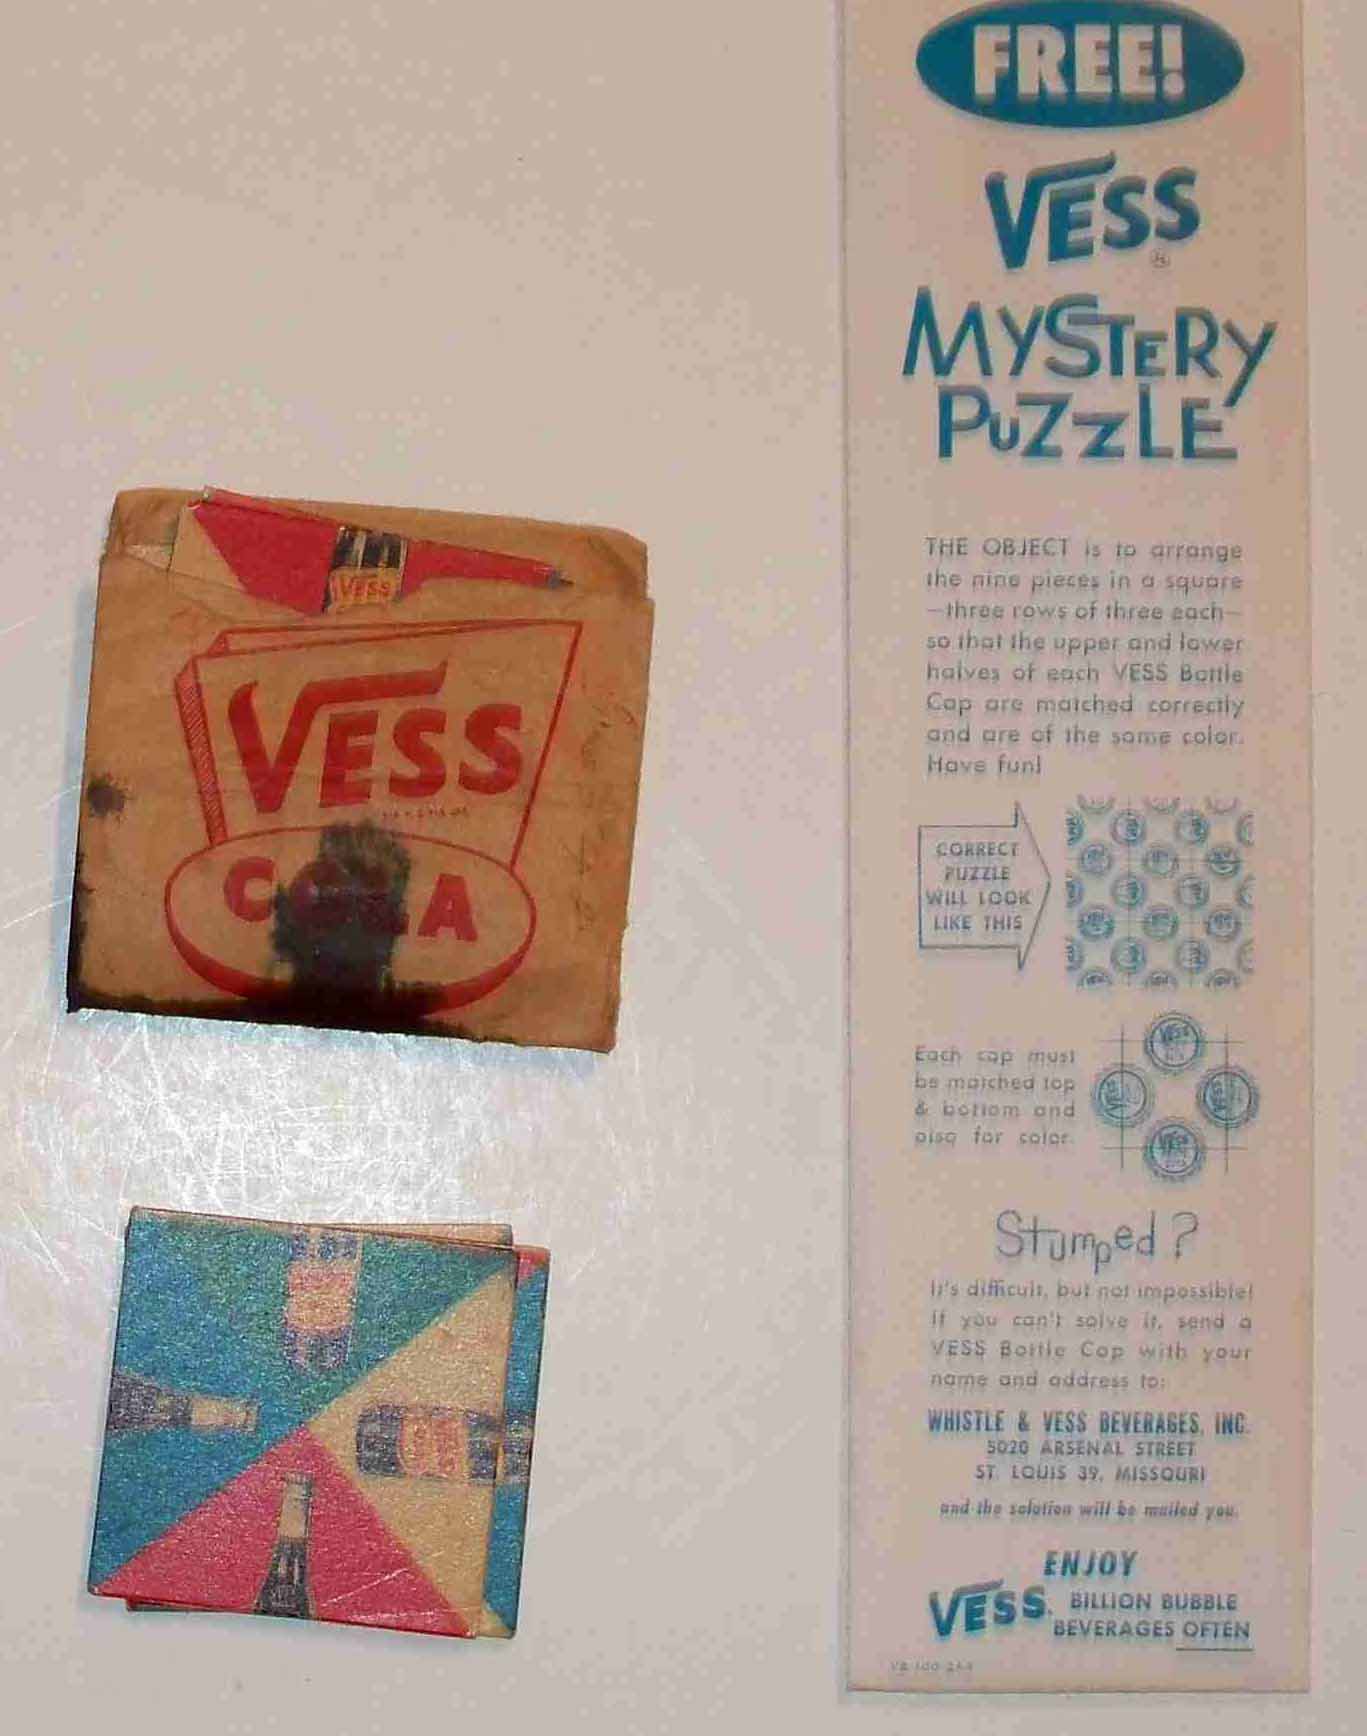 VESS
VESS
COLA
FREE!
VESS
®
MYSTERY
PUZZLE
THE OBJECT is to arrange
the nine pieces in a square
—three rows of three each—
so that the upper and lower
halves of each VESS Bottle
Cap are matched correctly
and are of the same color.
Have fun!
CORRECT
PUZZLE
WILL LOOK
LIKE THIS
Each cap must
be matched top
& bottom and
also for color.
VESS
VESS
VESS
VESS
Stumped?
It's difficult, but not impossible!
If you can't solve it, send a
VESS Bottle Cap with your
name and address to:
WHISTLE & VESS BEVERAGES, INC.
5020 ARSENAL STREET
ST. LOUIS 39, MISSOURI
and the solution will be mailed you.
ENJOY
VESS. BILLION BUBBLE
BEVERAGES OFTEN